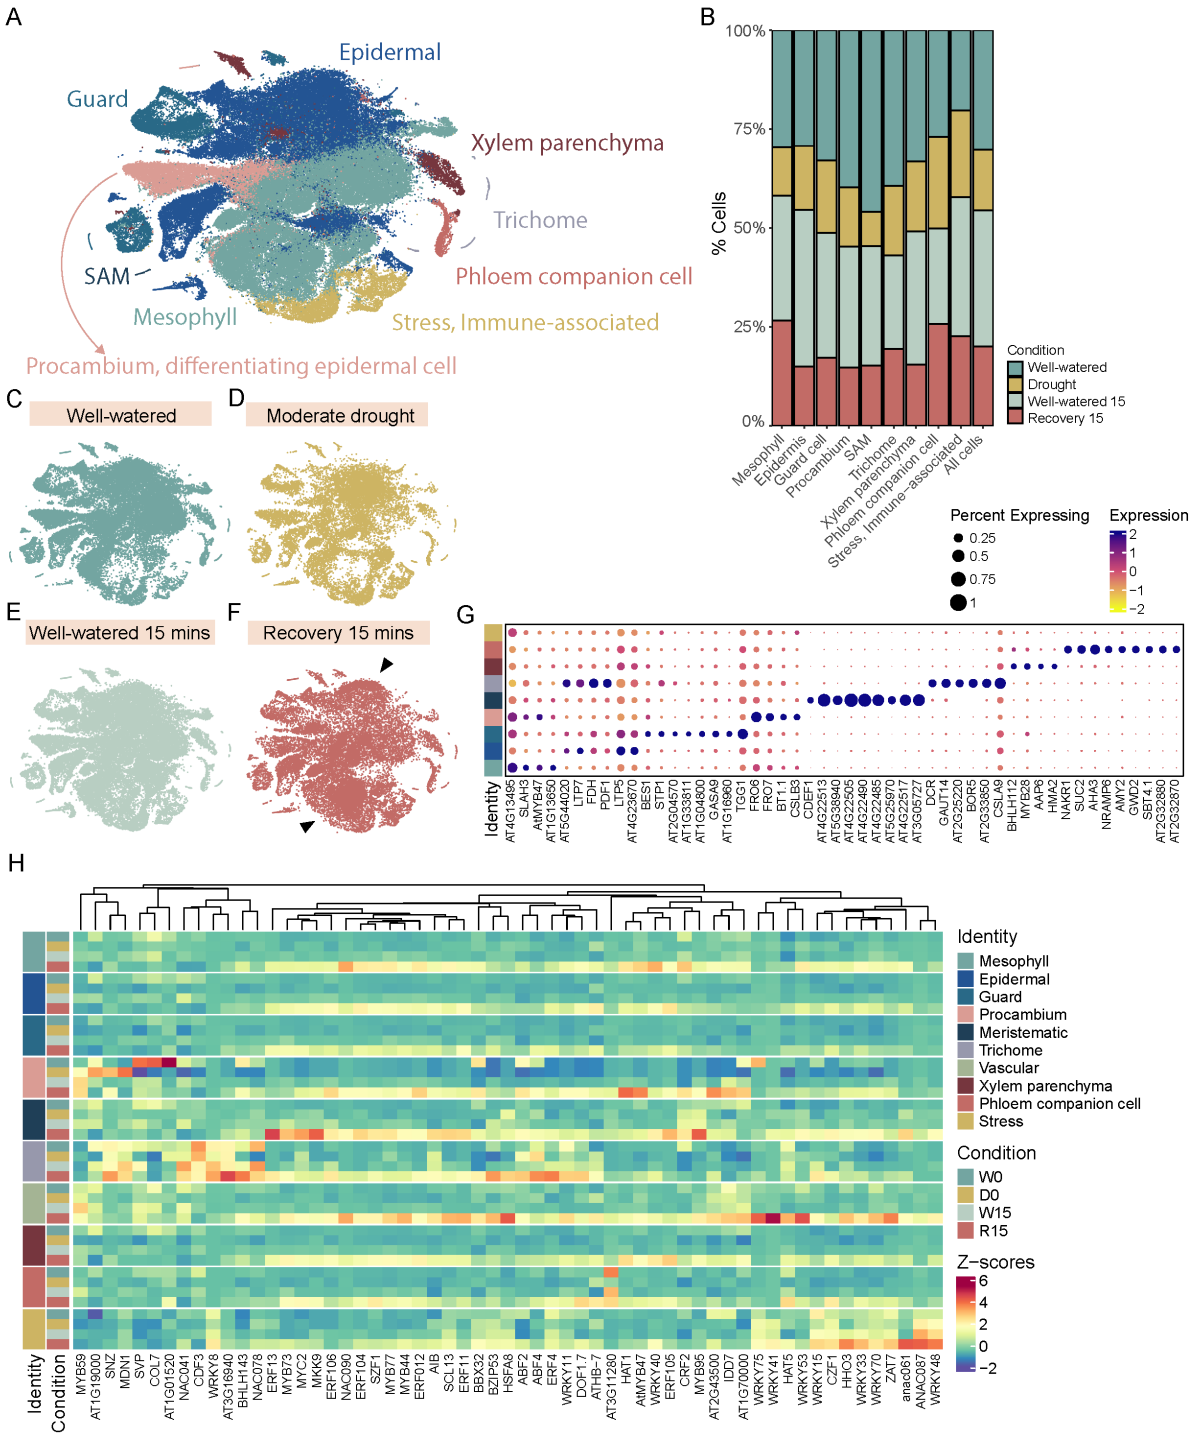 A
Epidermal
Guard
Xylem parenchyma
Trichome
SAM
Phloem companion cell
Mesophyll
Stress, Immune-associated
Procambium, differentiating epidermal cell
B
100%
75%
50%
25%
0%
% Cells
Mesophyll
Epidermis
Guard cell
Procambium
SAM
Trichome
Xylem parenchyma
Phloem companion cell
Stress, Immune−associated
All cells
Condition
Well−watered
Drought
Well−watered 15
Recovery 15
C
Well-watered
D
Moderate drought
E
Well-watered 15 mins
F
Recovery 15 mins
Percent Expressing
0.25
0.5
0.75
1
Expression
2
1
0
−1
−2
G
Identity
AT4G13495
SLAH3
AtMYB47
AT1G13650
AT5G44020
LTP7
FDH
PDF1
LTP5
AT4G23670
BES1
STP1
AT2G04570
AT1G33811
AT1G04800
GASA9
AT1G16960
TGG1
FRO6
FRO7
BT1.1
CSLB3
CDEF1
AT4G22513
AT5G38940
AT4G22505
AT4G22490
AT4G22485
AT5G25970
AT4G22517
AT3G05727
DCR
GAUT14
AT2G25220
BOR5
AT2G33850
CSLA9
BHLH112
MYB28
AAP6
HMA2
NAKR1
SUC2
AHA3
NRAMP6
AMY2
GWD2
SBT4.1
AT2G32880
AT2G32870
H
Identity
Condition
MYB59
AT1G19000
SNZ
MDN1
SVP
COL7
AT1G01520
NAC041
CDF3
WRKY8
AT3G16940
BHLH143
NAC078
ERF13
MYB73
MYC2
MKK9
ERF106
NAC090
ERF104
SZF1
MYB77
MYB44
ERF012
AIB
SCL13
ERF11
BBX32
BZIP53
HSFA8
ABF2
ABF4
ERF4
WRKY11
DOF1.7
ATHB-7
AT3G11280
HAT1
AtMYB47
WRKY40
ERF105
CRF2
MYB95
AT2G43500
IDD7
AT1G70000
WRKY75
WRKY41
HAT5
WRKY53
WRKY15
CZF1
HHO3
WRKY33
WRKY70
ZAT7
anac061
ANAC087
WRKY48
Identity
Mesophyll
Epidermal
Guard
Procambium
Meristematic
Trichome
Vascular
Xylem parenchyma
Phloem companion cell
Stress
Condition
W0
D0
W15
R15
Z−scores
6
4
2
0
−2